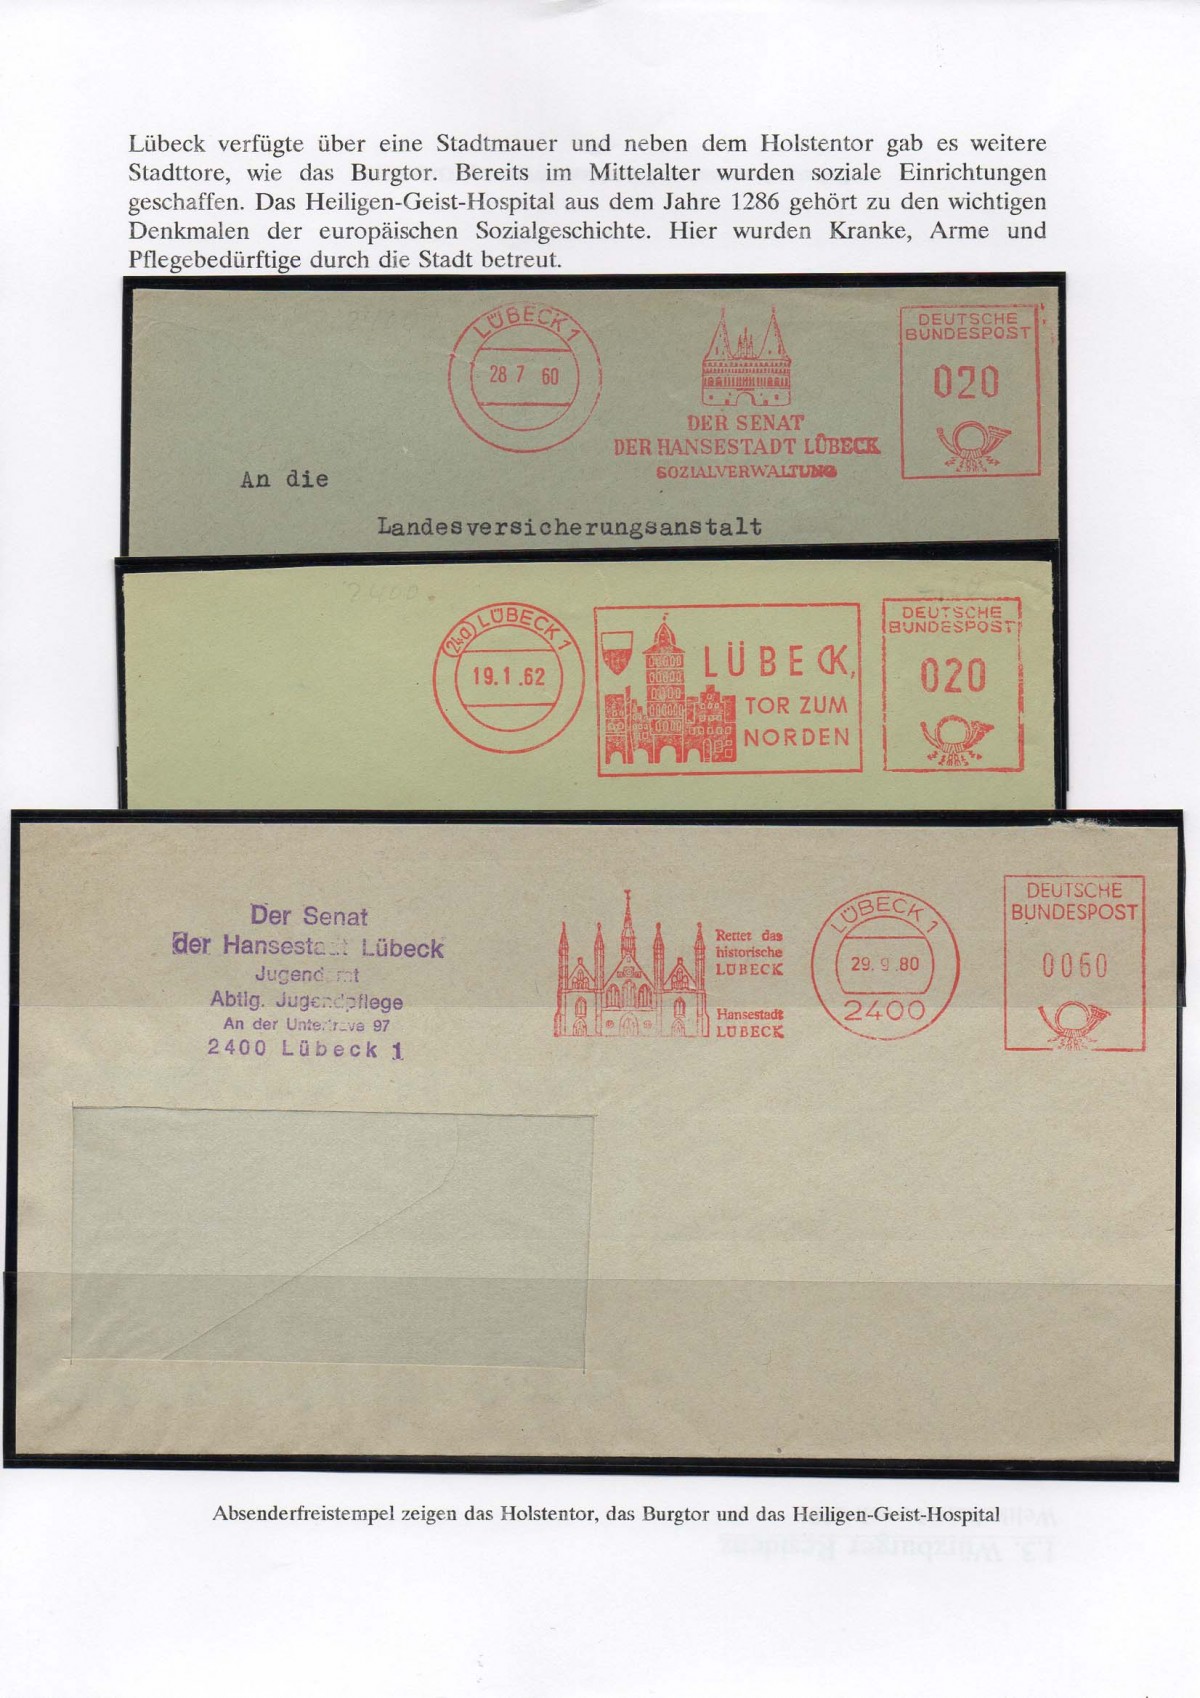 Lübeck verfügte über eine Stadtmauer und neben dem Holstentor gab es weitere
Stadttore, wie das Burgtor. Bereits im Mittelalter wurden soziale Einrichtungen
geschaffen. Das Heiligen-Geist-Hospital aus dem Jahre 1286 gehört zu den wichtigen
Denkmalen der europäischen Sozialgeschichte. Hier wurden Kranke, Arme und
Pflegebedürftige durch die Stadt betreut.
LÜBECK 1
28 7 60
DER SENAT
DER HANSESTADT LÜBECK
SOZIALVERWALTUNG
DEUTSCHE
BUNDESPOST
020
An die
Landesversicherungsanstalt
2400
(24a) LÜBECK 1
19.1.62
LÜBECK,
TOR ZUM
NORDEN
DEUTSCHE
BUNDESPOST
020
Der Senat
der Hansestadt Lübeck
Jugendamt
Abtlg. Jugendpflege
An der Untertrave 97
2400 Lübeck 1
Rettet das
historische
LÜBECK
Hansestadt
LÜBECK
LÜBECK 1
29.9.80
2400
DEUTSCHE
BUNDESPOST
0060
Absenderfreistempel zeigen das Holstentor, das Burgtor und das Heiligen-Geist-Hospital
1.3. Würzburger Residenz